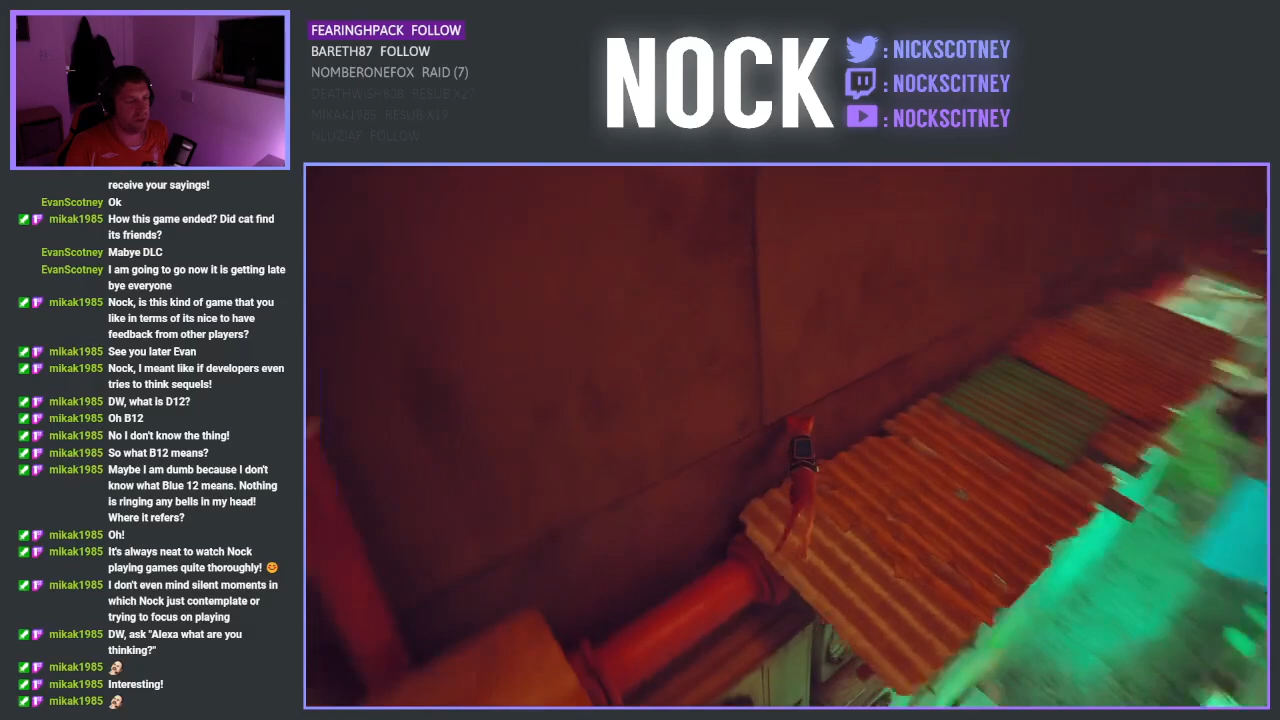 FEARINGHPACK FOLLOW
BARETH87 FOLLOW
NOMBERONEFOX RAID (7)
DEATHWISH808 RESUB X27
MIKAK1985 RESUB X19
NLUZIAF FOLLOW
NOCK
: NICKSCOTNEY
: NOCKSCITNEY
: NOCKSCITNEY
receive your sayings!
EvanScotney Ok
mikak1985 How this game ended? Did cat find
its friends?
EvanScotney Mabye DLC
EvanScotney I am going to go now it is getting late
bye everyone
mikak1985 Nock, is this kind of game that you
like in terms of its nice to have
feedback from other players?
mikak1985 See you later Evan
mikak1985 Nock, I meant like if developers even
tries to think sequels!
mikak1985 DW, what is D12?
mikak1985 Oh B12
mikak1985 No I don't know the thing!
mikak1985 So what B12 means?
mikak1985 Maybe I am dumb because I don't
know what Blue 12 means. Nothing
is ringing any bells in my head!
Where it refers?
mikak1985 Oh!
mikak1985 It's always neat to watch Nock
playing games quite thoroughly! 😊
mikak1985 I don't even mind silent moments in
which Nock just contemplate or
trying to focus on playing
mikak1985 DW, ask "Alexa what are you
thinking?"
mikak1985
mikak1985 Interesting!
mikak1985